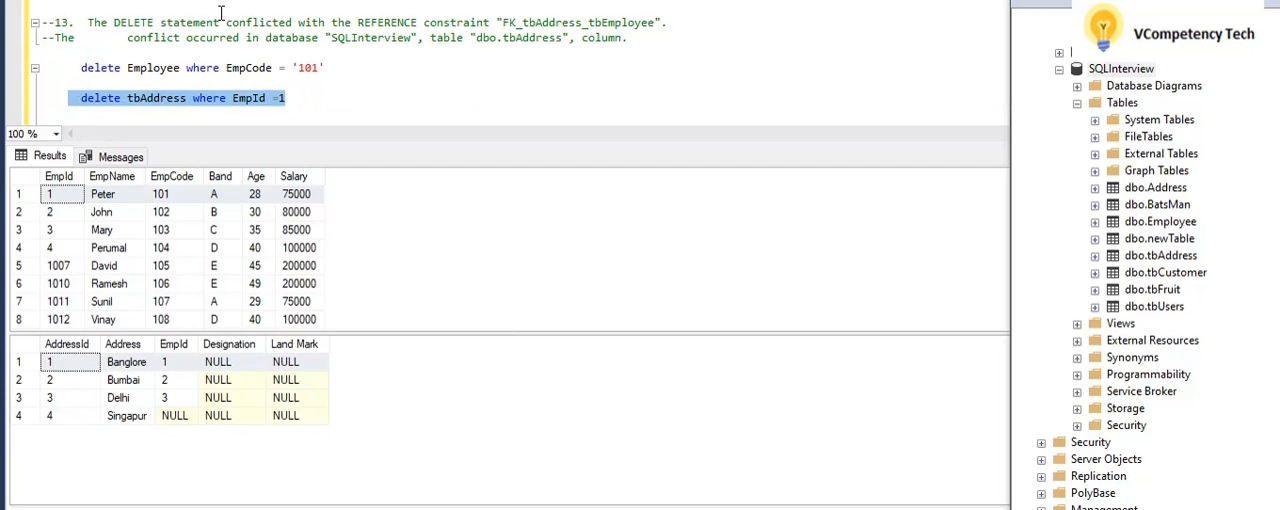 VCompetency Tech
--13. The DELETE statement conflicted with the REFERENCE constraint "FK_tbAddress_tbEmployee".
--The conflict occurred in database "SQLInterview", table "dbo.tbAddress", column.
delete Employee where EmpCode = '101'
delete tbAddress where EmpId =1
100 %
Results Messages
EmpId EmpName EmpCode Band Age Salary
1 1 Peter 101 A 28 75000
2 2 John 102 B 30 80000
3 3 Mary 103 C 35 85000
4 4 Perumal 104 D 40 100000
5 1007 David 105 E 45 200000
6 1010 Ramesh 106 E 49 200000
7 1011 Sunil 107 A 29 75000
8 1012 Vinay 108 D 40 100000
AddressId Address EmpId Designation Land Mark
1 1 Banglore 1 NULL NULL
2 2 Bumbai 2 NULL NULL
3 3 Delhi 3 NULL NULL
4 4 Singapur NULL NULL NULL
SQLInterview
Database Diagrams
Tables
System Tables
FileTables
External Tables
Graph Tables
dbo.Address
dbo.BatsMan
dbo.Employee
dbo.newTable
dbo.tbAddress
dbo.tbCustomer
dbo.tbFruit
dbo.tbUsers
Views
External Resources
Synonyms
Programmability
Service Broker
Storage
Security
Security
Server Objects
Replication
PolyBase
Management